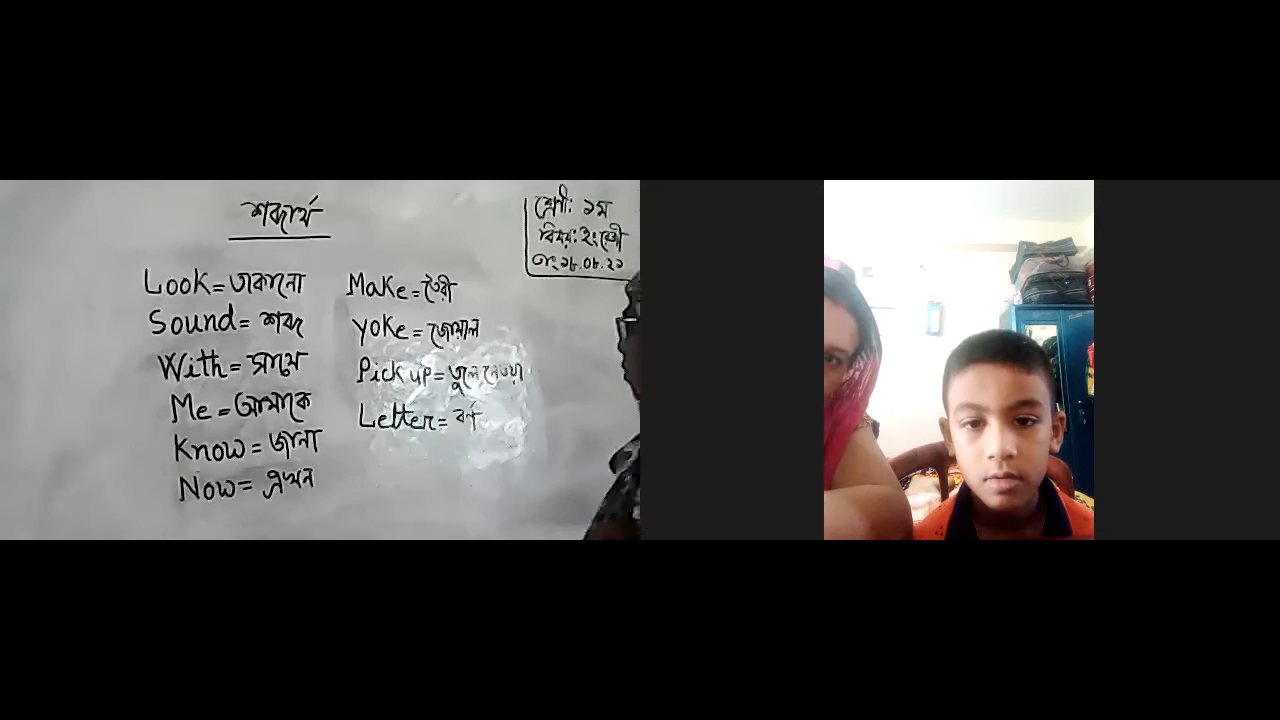 শব্দার্থ
শ্রেণী: ১ম
বিষয়: ইংরেজী
তাং ১৮.০৮.২১
Look = তাকানো
Sound = শব্দ
With = সাথে
Me = আমাকে
Know = জানা
Now = এখন
Make = তৈরী
Yoke = জোয়াল
Pick up = তুলে নেওয়া
Letter = বর্ণ